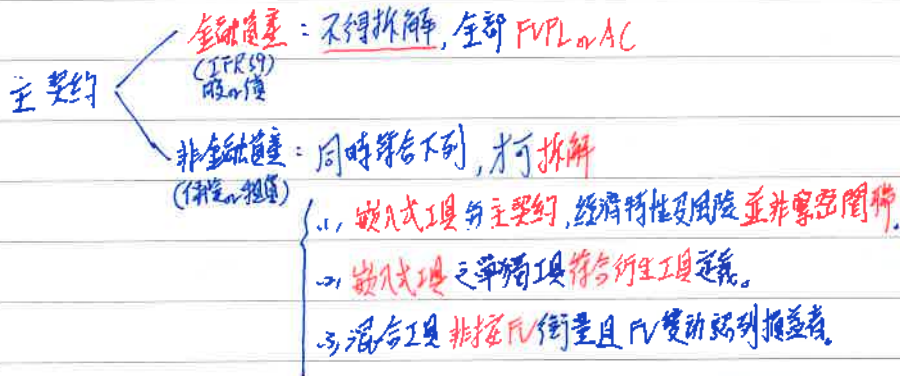 主契約
金融資產：不得拆解，全部 FVPL or AC
(IFRS9)
股or債
非金融資產：同時符合下列，才可拆解
(保險or租賃)
(1) 嵌入式工具與主契約，經濟特性及風險並非緊密關聯。
(2) 嵌入式工具之單獨工具符合衍生工具定義。
(3) 混合工具非按FV衡量且FV變動認列損益者。